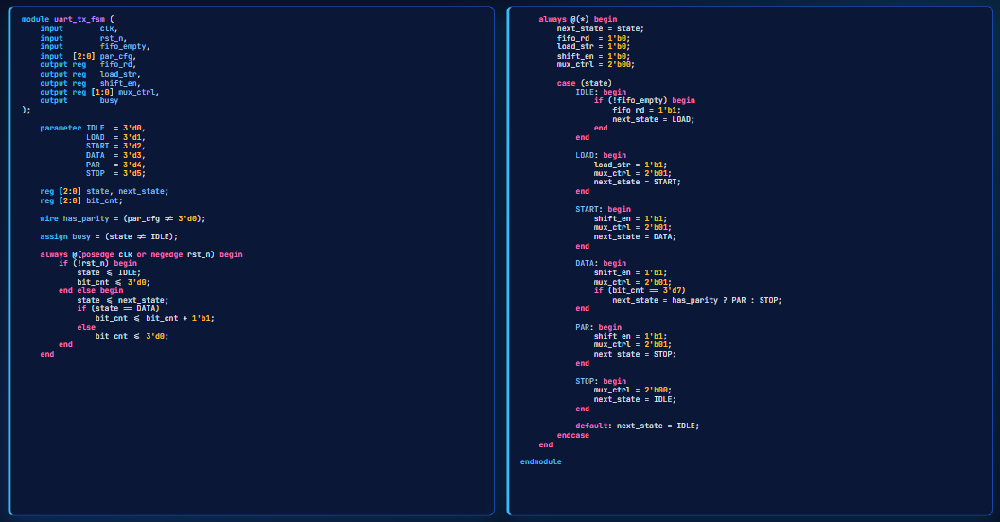 module uart_tx_fsm (
    input        clk,
    input        rst_n,
    input        fifo_empty,
    input  [2:0] par_cfg,
    output reg   fifo_rd,
    output reg   load_str,
    output reg   shift_en,
    output reg [1:0] mux_ctrl,
    output       busy
);
    parameter IDLE  = 3'd0,
              LOAD  = 3'd1,
              START = 3'd2,
              DATA  = 3'd3,
              PAR   = 3'd4,
              STOP  = 3'd5;
    reg [2:0] state, next_state;
    reg [2:0] bit_cnt;
    wire has_parity = (par_cfg != 3'd0);
    assign busy = (state != IDLE);
    always @(posedge clk or negedge rst_n) begin
        if (!rst_n) begin
            state <= IDLE;
            bit_cnt <= 3'd0;
        end else begin
            state <= next_state;
            if (state == DATA)
                bit_cnt <= bit_cnt + 1'b1;
            else
                bit_cnt <= 3'd0;
        end
    end
    always @(*) begin
        next_state = state;
        fifo_rd  = 1'b0;
        load_str = 1'b0;
        shift_en = 1'b0;
        mux_ctrl = 2'b00;
        case (state)
            IDLE: begin
                if (!fifo_empty) begin
                    fifo_rd = 1'b1;
                    next_state = LOAD;
                end
            end
            LOAD: begin
                load_str = 1'b1;
                mux_ctrl = 2'b01;
                next_state = START;
            end
            START: begin
                shift_en = 1'b1;
                mux_ctrl = 2'b01;
                next_state = DATA;
            end
            DATA: begin
                shift_en = 1'b1;
                mux_ctrl = 2'b01;
                if (bit_cnt == 3'd7)
                    next_state = has_parity ? PAR : STOP;
            end
            PAR: begin
                shift_en = 1'b1;
                mux_ctrl = 2'b01;
                next_state = STOP;
            end
            STOP: begin
                mux_ctrl = 2'b00;
                next_state = IDLE;
            end
            default: next_state = IDLE;
        endcase
    end
endmodule